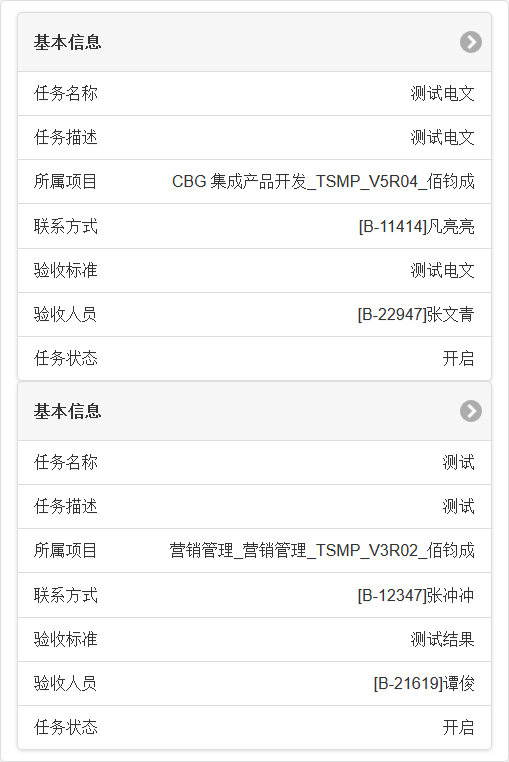 基本信息
任务名称 测试电文
任务描述 测试电文
所属项目 CBG 集成产品开发_TSMP_V5R04_佰钧成
联系方式 [B-11414]凡亮亮
验收标准 测试电文
验收人员 [B-22947]张文青
任务状态 开启
基本信息
任务名称 测试
任务描述 测试
所属项目 营销管理_营销管理_TSMP_V3R02_佰钧成
联系方式 [B-12347]张冲冲
验收标准 测试结果
验收人员 [B-21619]谭俊
任务状态 开启